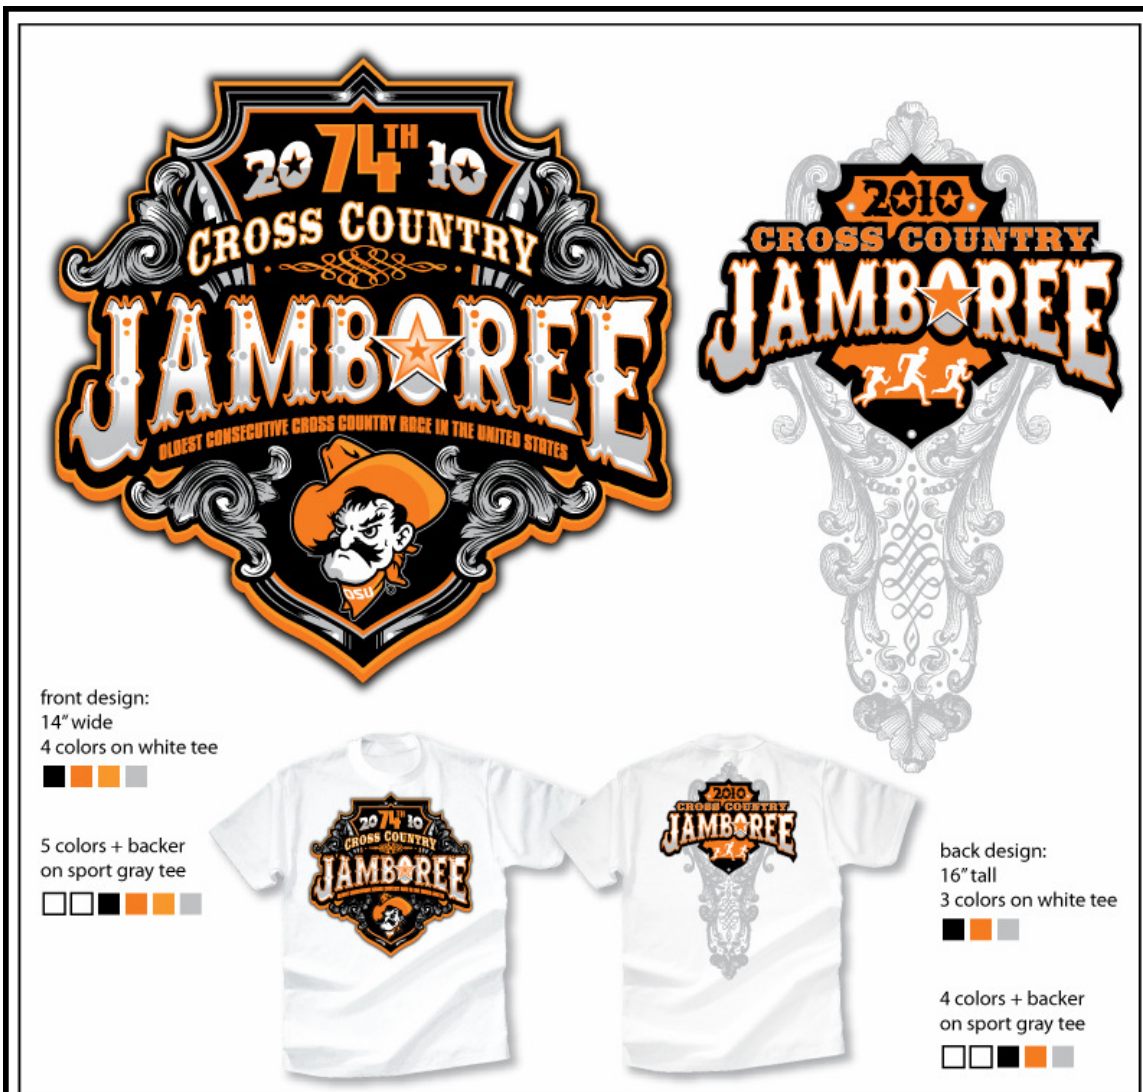 20 74TH 10
CROSS COUNTRY
JAMBOREE
OLDEST CONSECUTIVE CROSS COUNTRY RACE IN THE UNITED STATES
OSU
2010
CROSS COUNTRY
JAMBOREE
front design:
14" wide
4 colors on white tee
5 colors + backer
on sport gray tee
20 74TH 10
CROSS COUNTRY
JAMBOREE
2010
CROSS COUNTRY
JAMBOREE
back design:
16" tall
3 colors on white tee
4 colors + backer
on sport gray tee